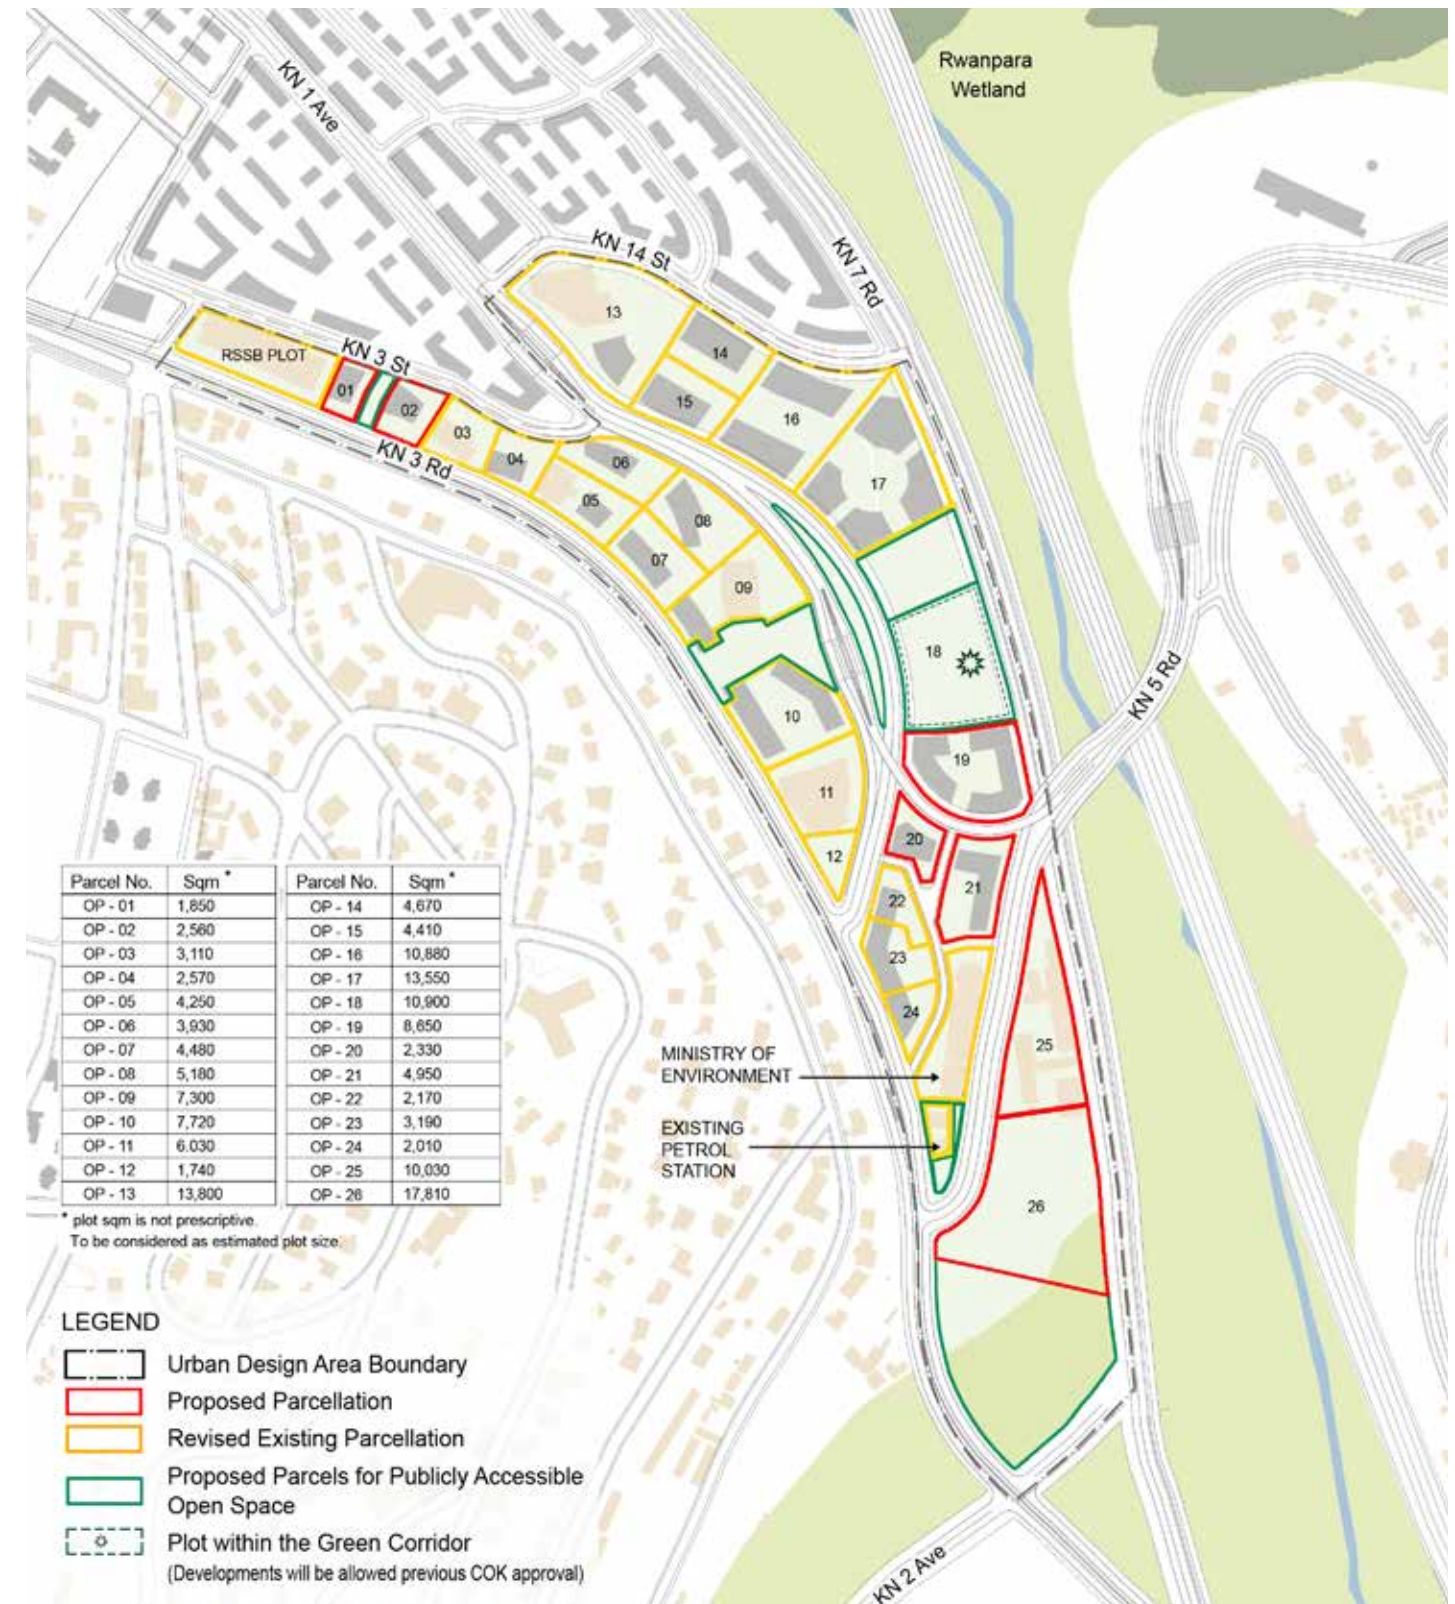 Rwanpara
Wetland
KN 1 Ave
KN 14 St
KN 7 Rd
KN 3 St
KN 3 Rd
KN 5 Rd
RSSB PLOT
01
02
03
04
05
06
07
08
09
10
11
12
13
14
15
16
17
18
19
20
21
22
23
24
25
26
MINISTRY OF
ENVIRONMENT
EXISTING
PETROL
STATION
KN 2 Ave
Parcel No. Sqm * Parcel No. Sqm *
OP - 01 1,850 OP - 14 4,670
OP - 02 2,560 OP - 15 4,410
OP - 03 3,110 OP - 16 10,880
OP - 04 2,570 OP - 17 13,550
OP - 05 4,250 OP - 18 10,900
OP - 06 3,930 OP - 19 8,650
OP - 07 4,480 OP - 20 2,330
OP - 08 5,180 OP - 21 4,950
OP - 09 7,300 OP - 22 2,170
OP - 10 7,720 OP - 23 3,190
OP - 11 6.030 OP - 24 2,010
OP - 12 1,740 OP - 25 10,030
OP - 13 13,800 OP - 26 17,810
* plot sqm is not prescriptive.
To be considered as estimated plot size.
LEGEND
Urban Design Area Boundary
Proposed Parcellation
Revised Existing Parcellation
Proposed Parcels for Publicly Accessible
Open Space
Plot within the Green Corridor
(Developments will be allowed previous COK approval)